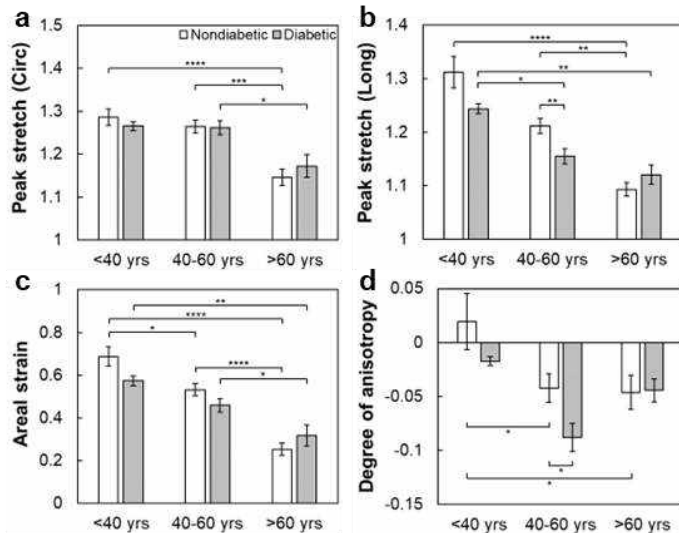 a
Peak stretch (Circ)
1.5
1.4
1.3
1.2
1.1
1
Nondiabetic Diabetic
****
***
*
<40 yrs 40-60 yrs >60 yrs
b
Peak stretch (Long)
1.4
1.3
1.2
1.1
1
****
**
**
*
**
<40 yrs 40-60 yrs >60 yrs
c
Areal strain
1
0.8
0.6
0.4
0.2
0
**
****
*
****
*
<40 yrs 40-60 yrs >60 yrs
d
Degree of anisotropy
0.05
0
-0.05
-0.1
-0.15
*
*
*
<40 yrs 40-60 yrs >60 yrs